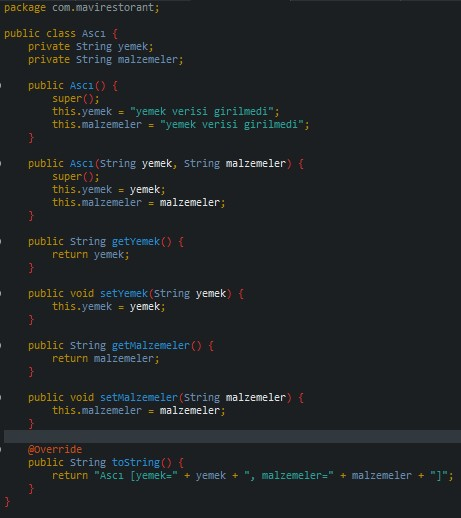 package com.mavirestorant;
public class Ascı {
private String yemek;
private String malzemeler;
public Ascı() {
super();
this.yemek = "yemek verisi girilmedi";
this.malzemeler = "yemek verisi girilmedi";
}
public Ascı(String yemek, String malzemeler) {
super();
this.yemek = yemek;
this.malzemeler = malzemeler;
}
public String getYemek() {
return yemek;
}
public void setYemek(String yemek) {
this.yemek = yemek;
}
public String getMalzemeler() {
return malzemeler;
}
public void setMalzemeler(String malzemeler) {
this.malzemeler = malzemeler;
}
@Override
public String toString() {
return "Ascı [yemek=" + yemek + ", malzemeler=" + malzemeler + "]";
}
}